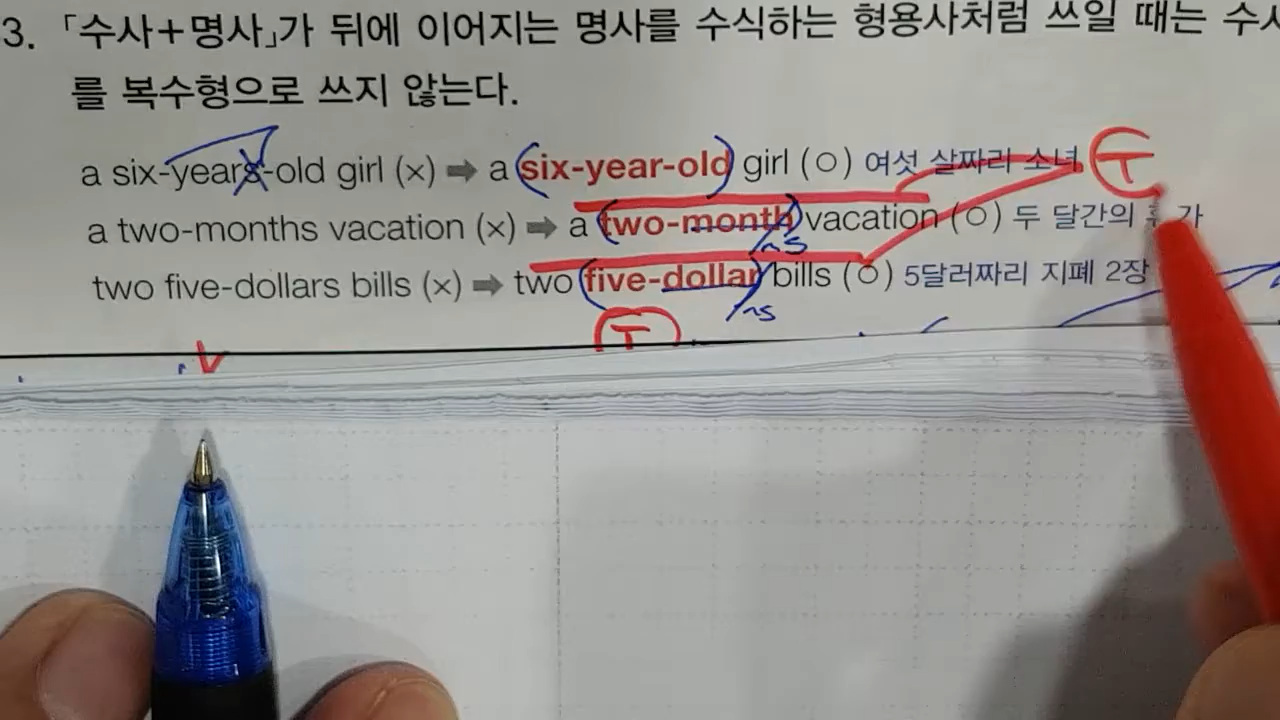 3. 「수사+명사」가 뒤에 이어지는 명사를 수식하는 형용사처럼 쓰일 때는 수사
를 복수형으로 쓰지 않는다.
a six-years-old girl (×) ➡ a six-year-old girl (○) 여섯 살짜리 소녀 T
a two-months vacation (×) ➡ a two-month vacation (○) 두 달간의 휴가
ns
two five-dollars bills (×) ➡ two five-dollar bills (○) 5달러짜리 지폐 2장
ns
T